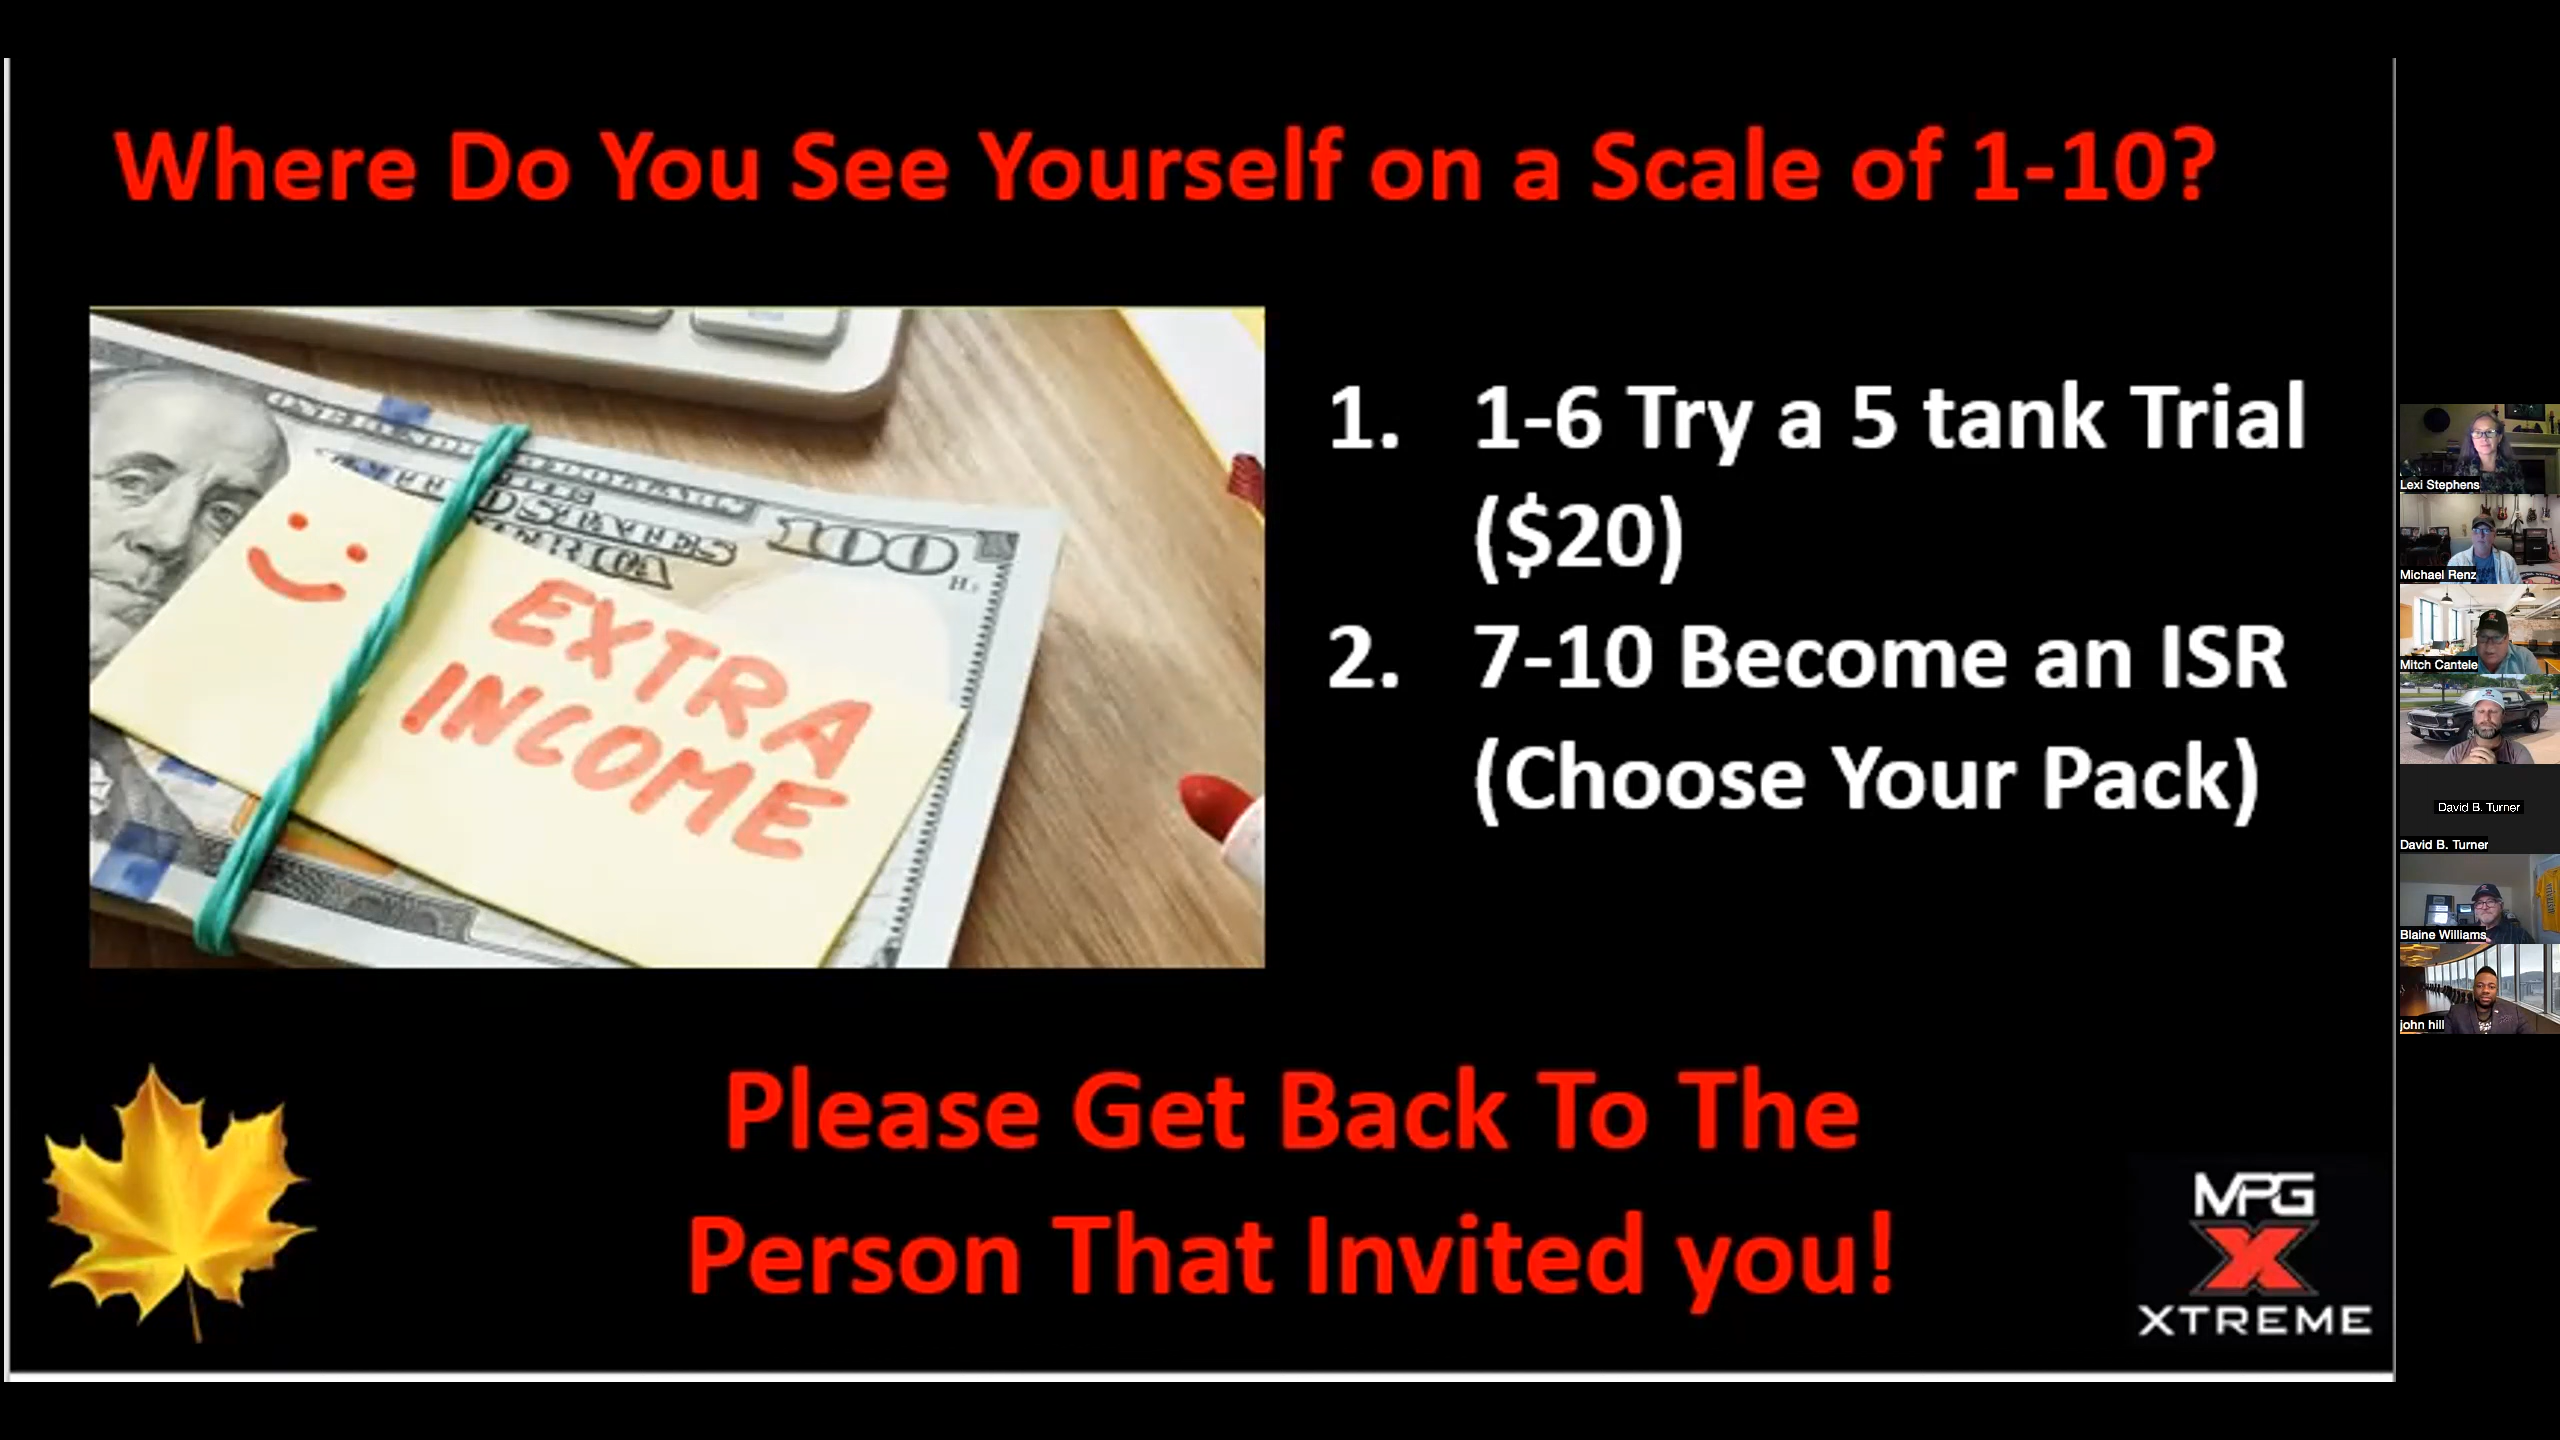 Where Do You See Yourself on a Scale of 1-10?
100
EXTRA
INCOME
1. 1-6 Try a 5 tank Trial
($20)
2. 7-10 Become an ISR
(Choose Your Pack)
Please Get Back To The
Person That Invited you!
MPG
X
XTREME
Lexi Stephens
Michael Renz
Mitch Cantele
David B. Turner
David B. Turner
Blaine Williams
john hill